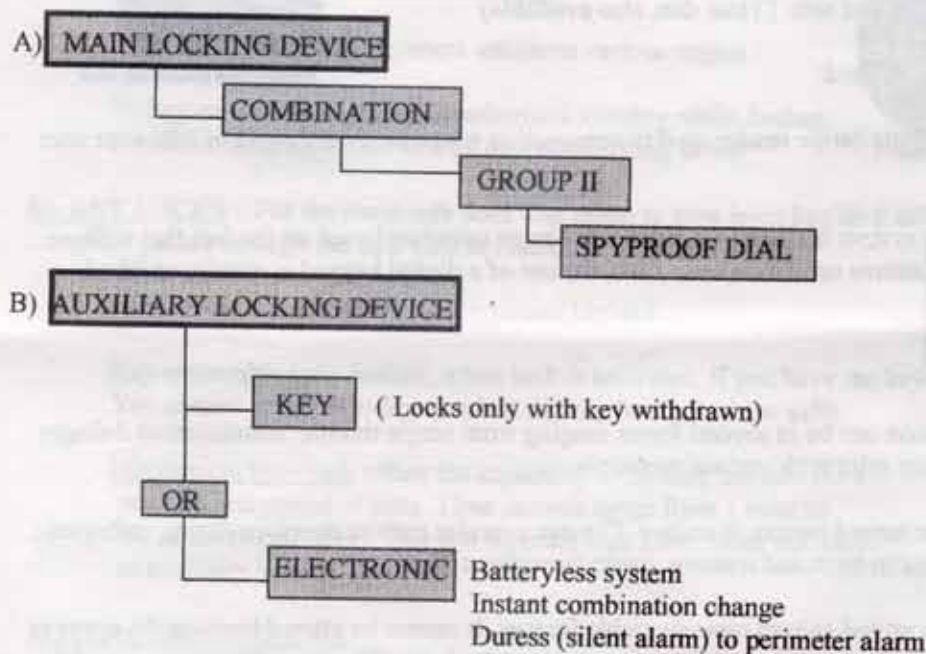 A) MAIN LOCKING DEVICE
COMBINATION
GROUP II
SPYPROOF DIAL
B) AUXILIARY LOCKING DEVICE
KEY ( Locks only with key withdrawn)
OR
ELECTRONIC Batteryless system
Instant combination change
Duress (silent alarm) to perimeter alarm